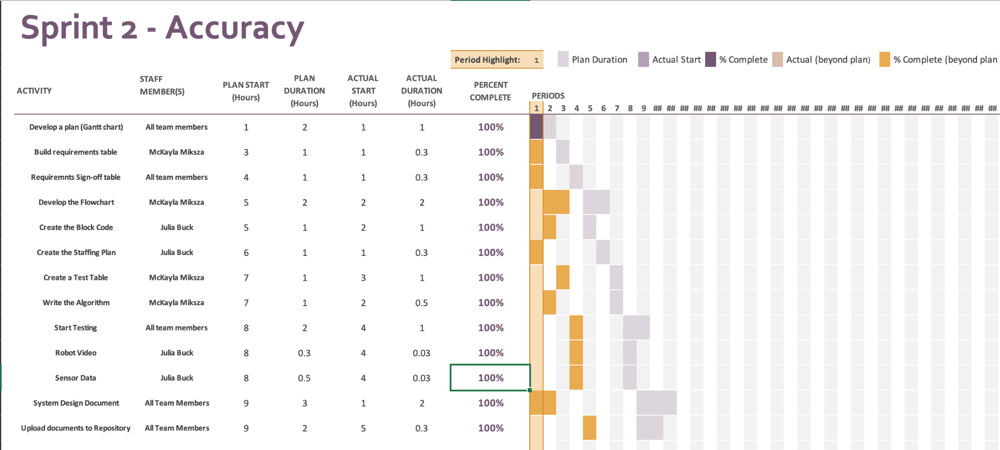 Sprint 2 - Accuracy
Period Highlight: 1 Plan Duration Actual Start % Complete Actual (beyond plan) % Complete (beyond plan
ACTIVITY STAFF MEMBER(S) PLAN START (Hours) PLAN DURATION (Hours) ACTUAL START (Hours) ACTUAL DURATION (Hours) PERCENT COMPLETE PERIODS
1 2 3 4 5 6 7 8 9 ## ## ## ## ## ## ## ## ## ## ## ## ## ## ## ## ## ## ## ## ## ## ## ## ## ##
Develop a plan (Gantt chart) All team members 1 2 1 1 100%
Build requirements table McKayla Miksza 3 1 1 0.3 100%
Requiremnts Sign-off table All team members 4 1 1 0.3 100%
Develop the Flowchart McKayla Miksza 5 2 2 2 100%
Create the Block Code Julia Buck 5 1 2 1 100%
Create the Staffing Plan Julia Buck 6 1 1 0.3 100%
Create a Test Table McKayla Miksza 7 1 3 1 100%
Write the Algorithm McKayla Miksza 7 1 2 0.5 100%
Start Testing All team members 8 2 4 1 100%
Robot Video Julia Buck 8 0.3 4 0.03 100%
Sensor Data Julia Buck 8 0.5 4 0.03 100%
System Design Document All Team Members 9 3 1 2 100%
Upload documents to Repository All Team Members 9 2 5 0.3 100%